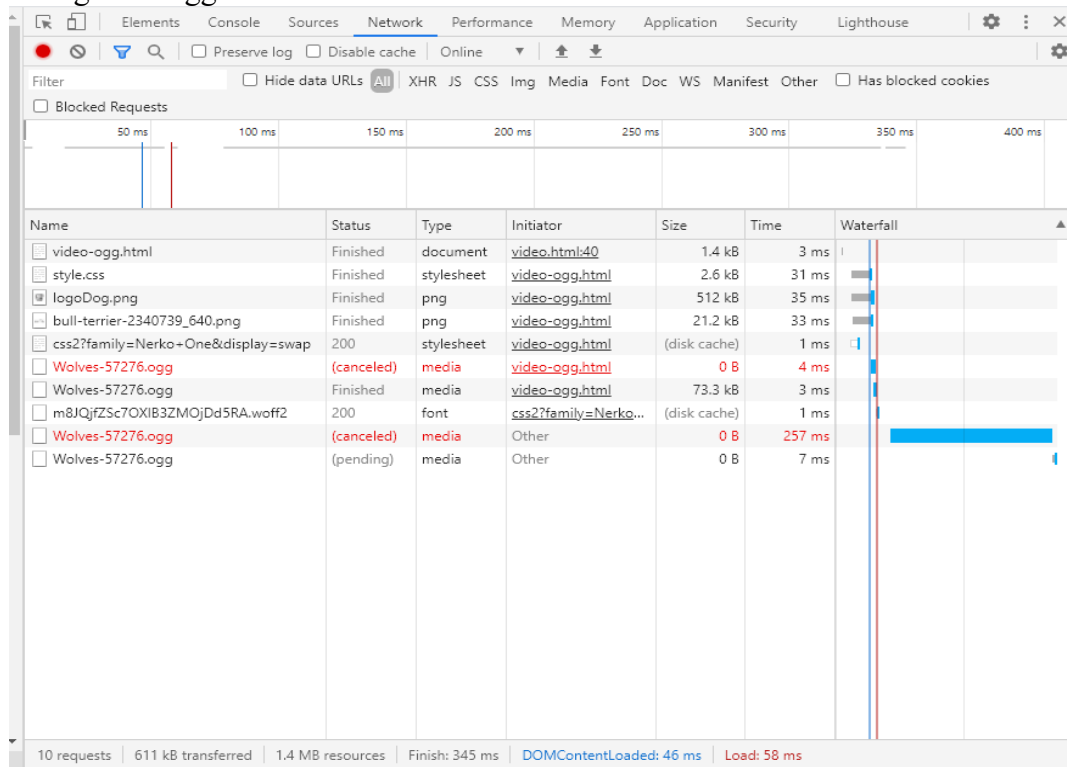 Elements Console Sources Network Performance Memory Application Security Lighthouse
Preserve log Disable cache Online
Filter Hide data URLs All XHR JS CSS Img Media Font Doc WS Manifest Other Has blocked cookies
Blocked Requests
50 ms 100 ms 150 ms 200 ms 250 ms 300 ms 350 ms 400 ms
Name Status Type Initiator Size Time Waterfall
video-ogg.html Finished document video.html:40 1.4 kB 3 ms
style.css Finished stylesheet video-ogg.html 2.6 kB 31 ms
logoDog.png Finished png video-ogg.html 512 kB 35 ms
bull-terrier-2340739_640.png Finished png video-ogg.html 21.2 kB 33 ms
css2?family=Nerko+One&display=swap 200 stylesheet video-ogg.html (disk cache) 1 ms
Wolves-57276.ogg (canceled) media video-ogg.html 0 B 4 ms
Wolves-57276.ogg Finished media video-ogg.html 73.3 kB 3 ms
m8JQjfZSc7OXlB3ZMOjDd5RA.woff2 200 font css2?family=Nerko... (disk cache) 1 ms
Wolves-57276.ogg (canceled) media Other 0 B 257 ms
Wolves-57276.ogg (pending) media Other 0 B 7 ms
10 requests 611 kB transferred 1.4 MB resources Finish: 345 ms DOMContentLoaded: 46 ms Load: 58 ms